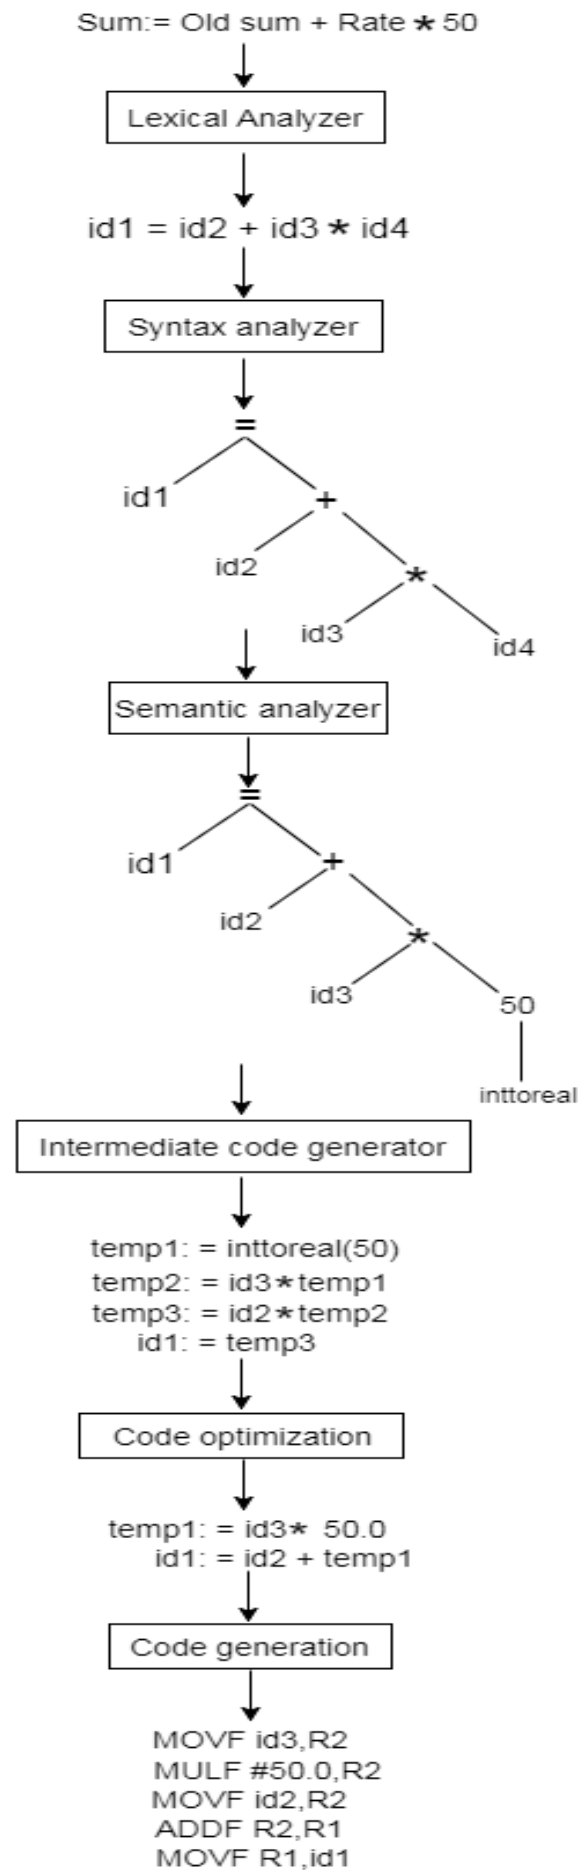 Sum:= Old sum + Rate * 50
Lexical Analyzer
id1 = id2 + id3 * id4
Syntax analyzer
=
id1
+
id2
*
id3
id4
Semantic analyzer
=
id1
+
id2
*
id3
50
inttoreal
Intermediate code generator
temp1: = inttoreal(50)
temp2: = id3*temp1
temp3: = id2*temp2
id1: = temp3
Code optimization
temp1: = id3* 50.0
id1: = id2 + temp1
Code generation
MOVF id3,R2
MULF #50.0,R2
MOVF id2,R2
ADDF R2,R1
MOVF R1,id1